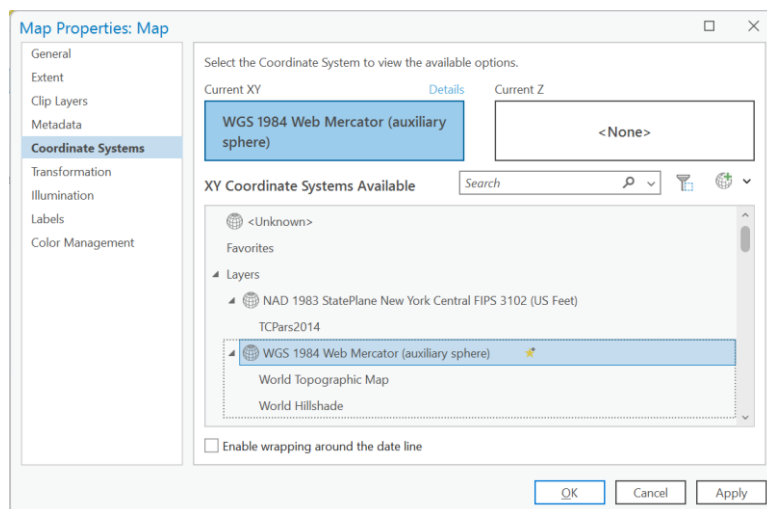 Map Properties: Map
General
Extent
Clip Layers
Metadata
Coordinate Systems
Transformation
Illumination
Labels
Color Management
Select the Coordinate System to view the available options.
Current XY
Details
Current Z
WGS 1984 Web Mercator (auxiliary
sphere)
<None>
XY Coordinate Systems Available
Search
<Unknown>
Favorites
Layers
NAD 1983 StatePlane New York Central FIPS 3102 (US Feet)
TCPars2014
WGS 1984 Web Mercator (auxiliary sphere)
World Topographic Map
World Hillshade
Enable wrapping around the date line
OK
Cancel
Apply